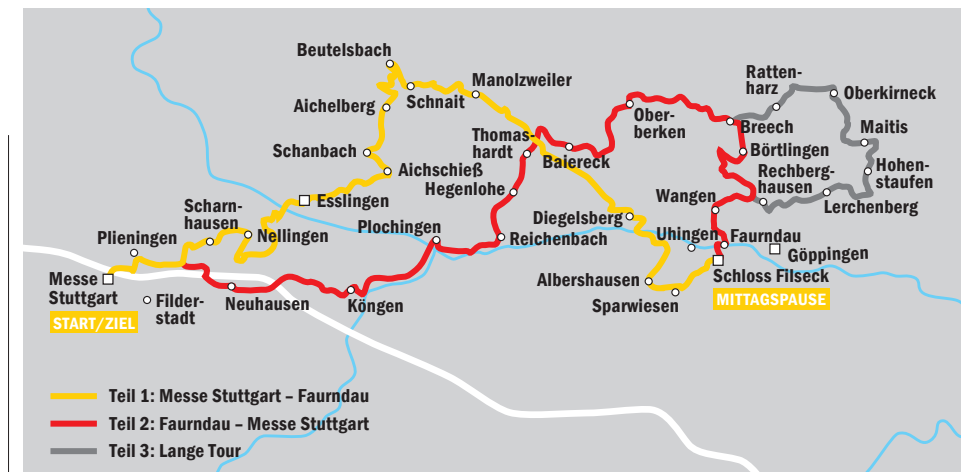 Beutelsbach
Manolzweiler
Schnait
Aichelberg
Ratten-
harz
Oberkirneck
Ober-
berken
Breech
Maitis
Thomas-
hardt
Baiereck
Börtlingen
Schanbach
Aichschieß
Hegenlohe
Rechberg-
hausen
Hohen-
staufen
Lerchenberg
Esslingen
Wangen
Scharn-
hausen
Nellingen
Plochingen
Reichenbach
Diegelsberg
Uhingen
Faurndau
Göppingen
Plieningen
Messe
Stuttgart
START/ZIEL
Filder-
stadt
Neuhausen
Köngen
Albershausen
Sparwiesen
Schloss Filseck
MITTAGSPAUSE
Teil 1: Messe Stuttgart – Faurndau
Teil 2: Faurndau – Messe Stuttgart
Teil 3: Lange Tour